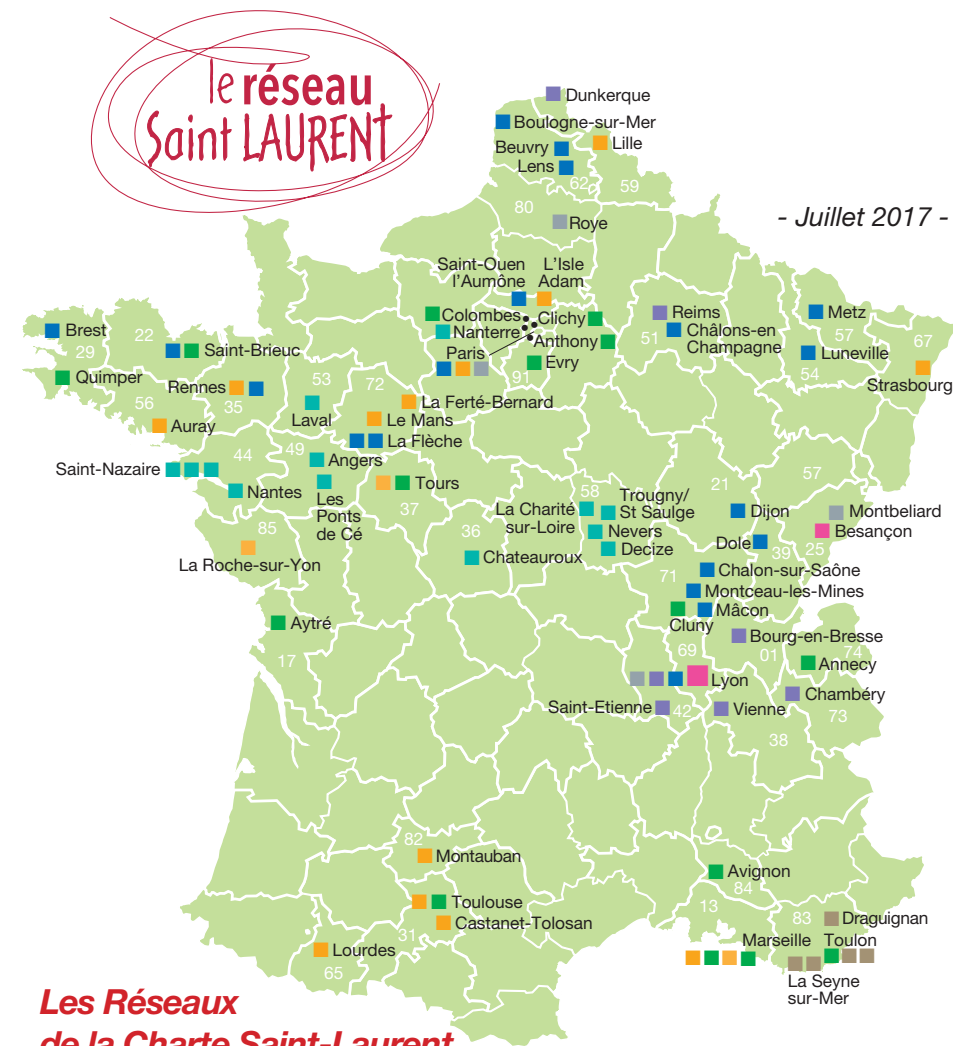 le réseau
Saint LAURENT
- Juillet 2017 -
Dunkerque
Boulogne-sur-Mer
Beuvry
Lille
Lens
62
59
80
Roye
Saint-Ouen
l'Aumône
L'Isle
Adam
Colombes
Clichy
Nanterre
Anthony
Paris
Evry
91
Reims
51
Châlons-en
Champagne
Metz
57
67
Luneville
54
Strasbourg
Brest
22
29
Saint-Brieuc
Quimper
Rennes
56
35
Auray
53
72
Laval
La Ferté-Bernard
Le Mans
La Flèche
Saint-Nazaire
44
49
Angers
Nantes
Les
Ponts
de Cé
Tours
37
85
La Roche-sur-Yon
36
Chateauroux
58
Trougny/
St Saulge
La Charité
sur-Loire
Nevers
Decize
21
57
Dijon
Montbeliard
Besançon
Dole
39
25
71
Chalon-sur-Saône
Montceau-les-Mines
Mâcon
Cluny
Aytré
17
69
Bourg-en-Bresse
01
74
Annecy
Lyon
Chambéry
Saint-Etienne
42
Vienne
73
38
82
Montauban
Toulouse
Castanet-Tolosan
31
Lourdes
65
Avignon
84
13
83
Draguignan
Marseille
Toulon
La Seyne
sur-Mer
Les Réseaux
de la Charte Saint-Laurent